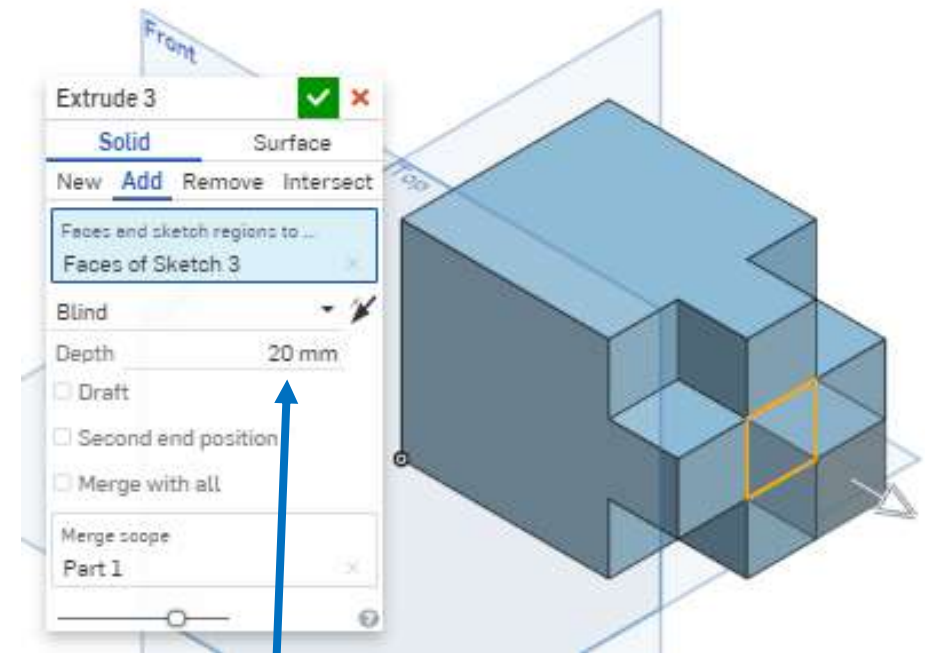 Front
Top
Extrude 3
Solid Surface
New Add Remove Intersect
Faces and sketch regions to ...
Faces of Sketch 3
Blind
Depth 20 mm
Draft
Second end position
Merge with all
Merge scope
Part 1